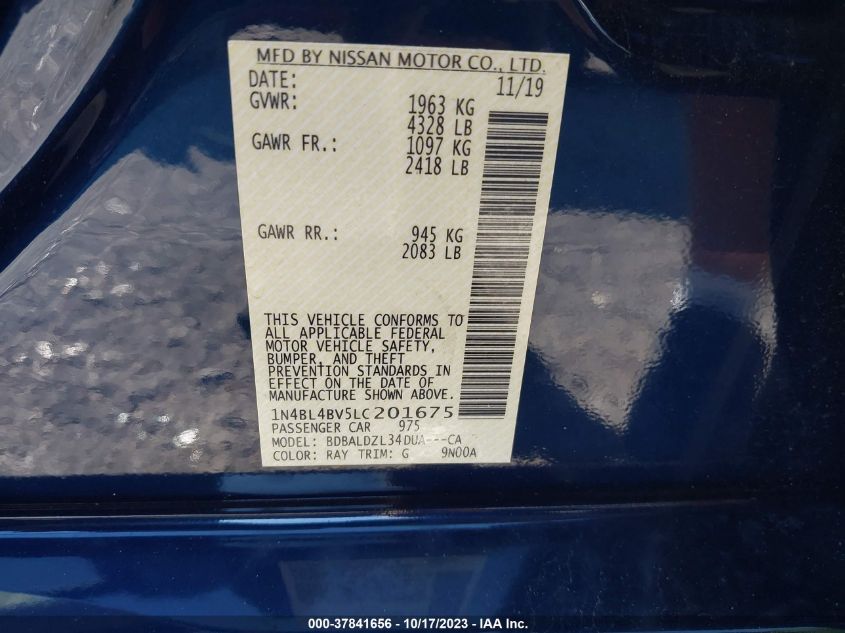 MFD BY NISSAN MOTOR CO., LTD.
DATE: 11/19
GVWR: 1963 KG
4328 LB
GAWR FR.: 1097 KG
2418 LB
GAWR RR.: 945 KG
2083 LB
THIS VEHICLE CONFORMS TO
ALL APPLICABLE FEDERAL
MOTOR VEHICLE SAFETY,
BUMPER, AND THEFT
PREVENTION STANDARDS IN
EFFECT ON THE DATE OF
MANUFACTURE SHOWN ABOVE.
1N4BL4BV5LC201675
PASSENGER CAR 975
MODEL: BDBALDZL34DUA---CA
COLOR: RAY TRIM: G 9N00A
000-37841656 - 10/17/2023 - IAA Inc.